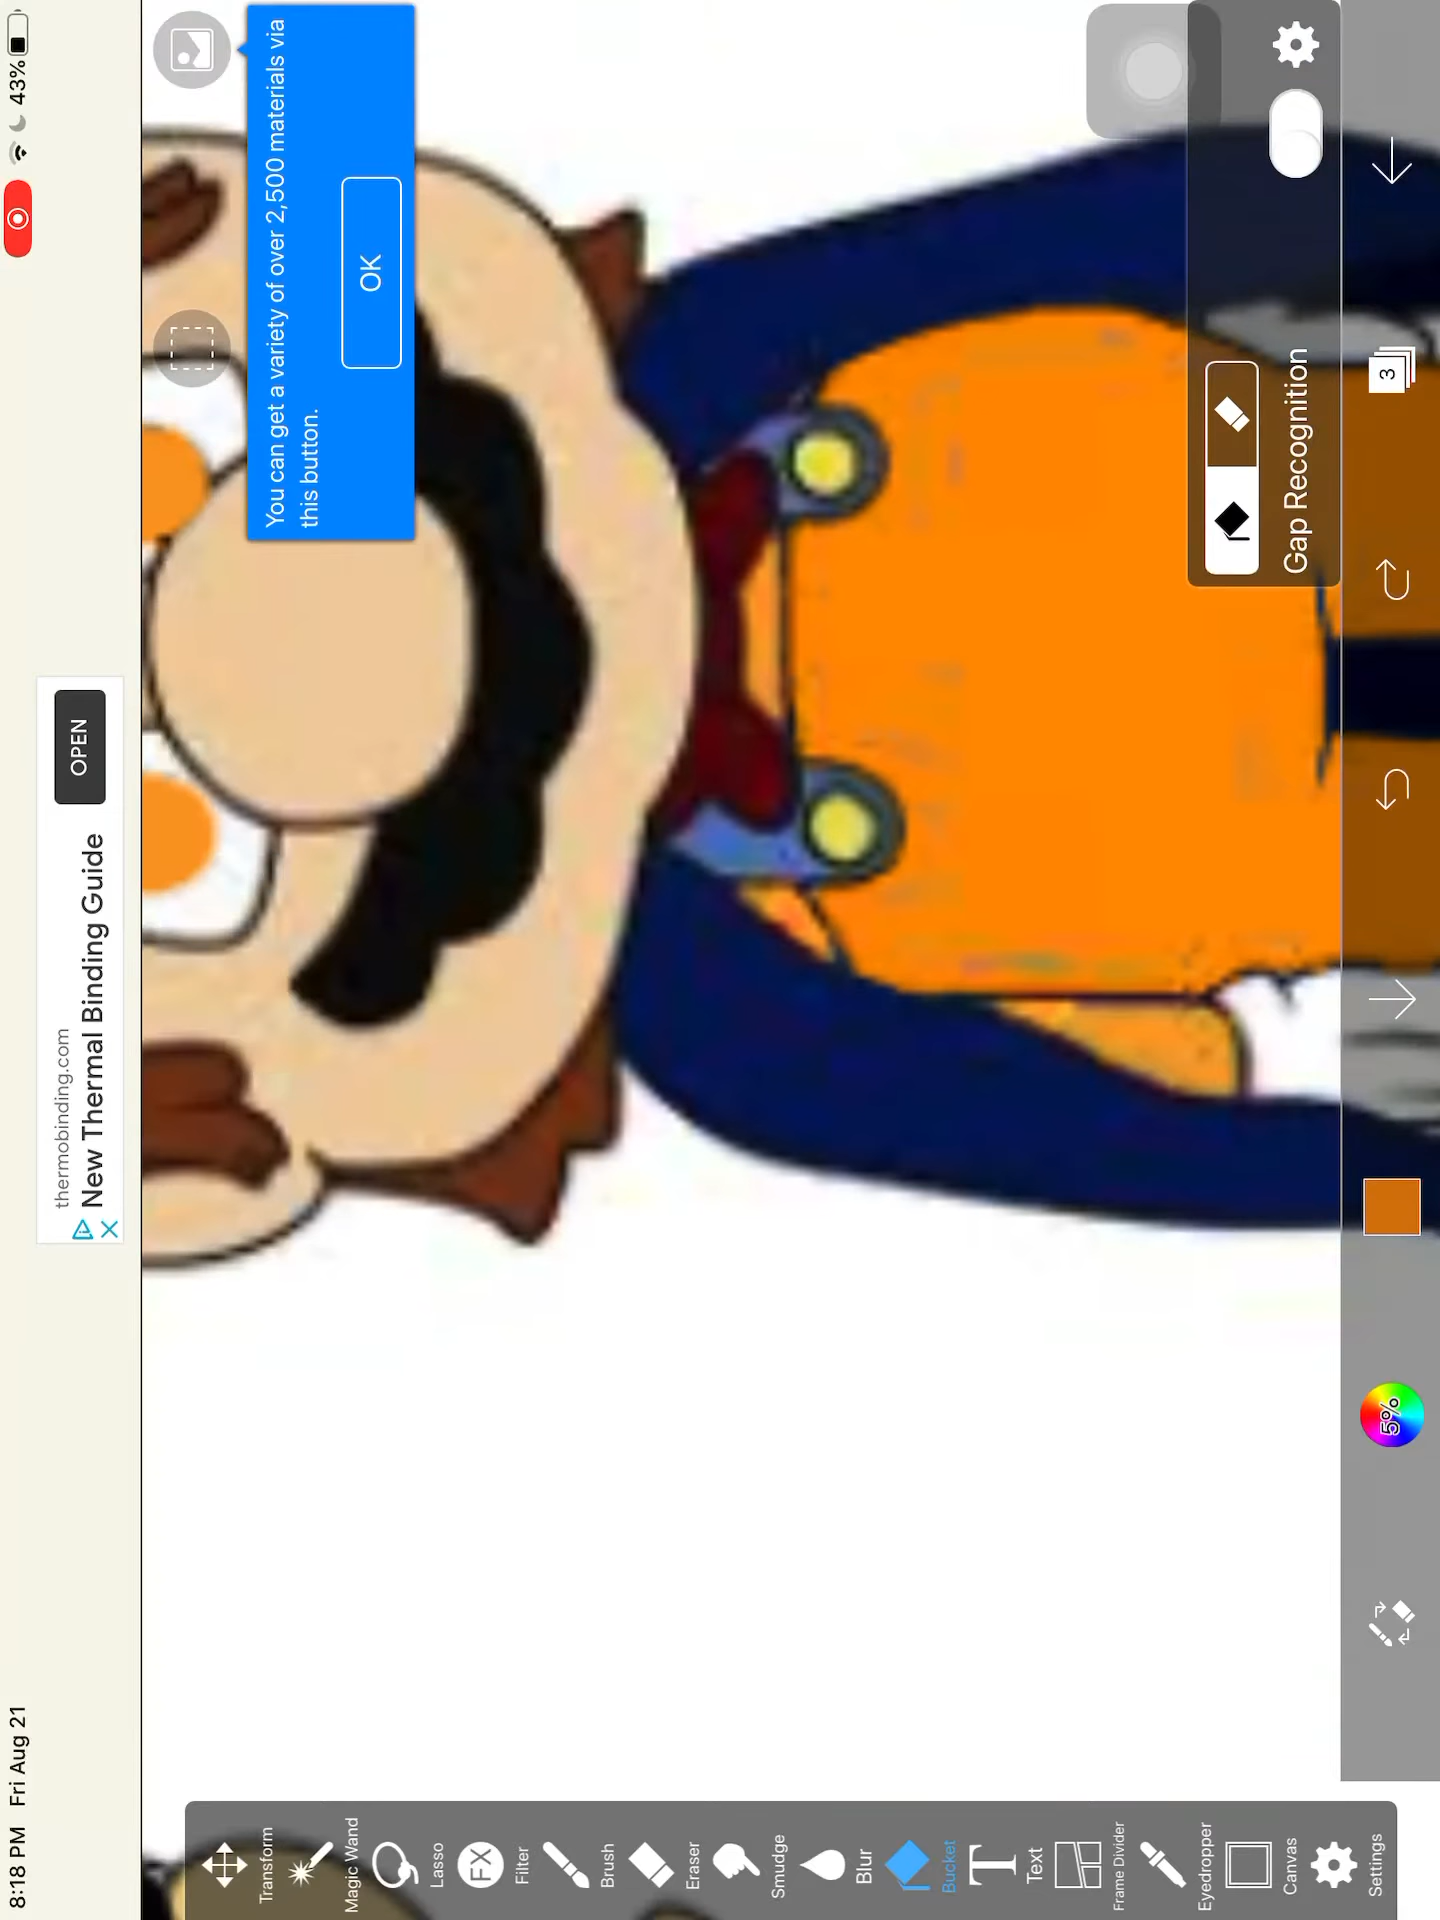 8:18 PM Fri Aug 21
43%
thermobinding.com
New Thermal Binding Guide
OPEN
You can get a variety of over 2,500 materials via
this button.
OK
Transform
Magic Wand
Lasso
FX
Filter
Brush
Eraser
Smudge
Blur
Bucket
T
Text
Frame Divider
Eyedropper
Canvas
Settings
Gap Recognition
5%
3